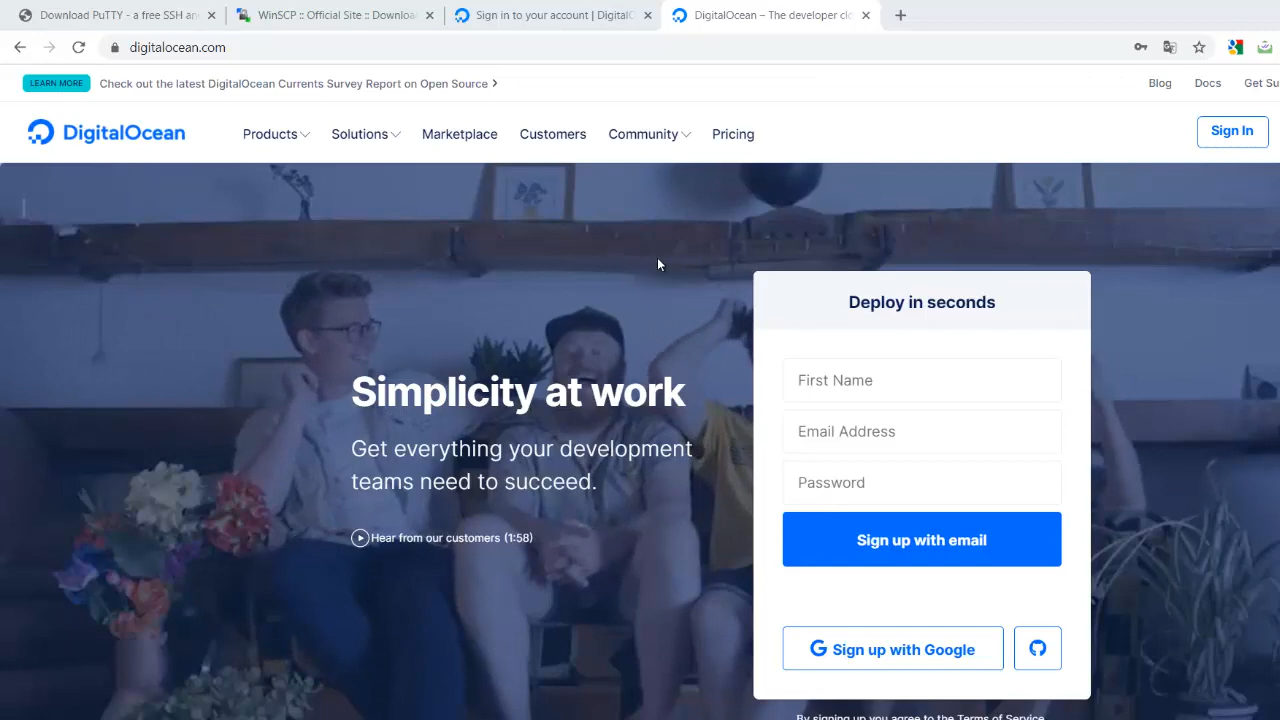 Download PuTTY - a free SSH an
WinSCP :: Official Site :: Downloa
Sign in to your account | DigitalO
DigitalOcean – The developer clo
digitalocean.com
LEARN MORE
Check out the latest DigitalOcean Currents Survey Report on Open Source
Blog
Docs
Get Su
DigitalOcean
Products
Solutions
Marketplace
Customers
Community
Pricing
Sign In
Simplicity at work
Get everything your development
teams need to succeed.
Hear from our customers (1:58)
Deploy in seconds
First Name
Email Address
Password
Sign up with email
Sign up with Google
By signing up you agree to the Terms of Service